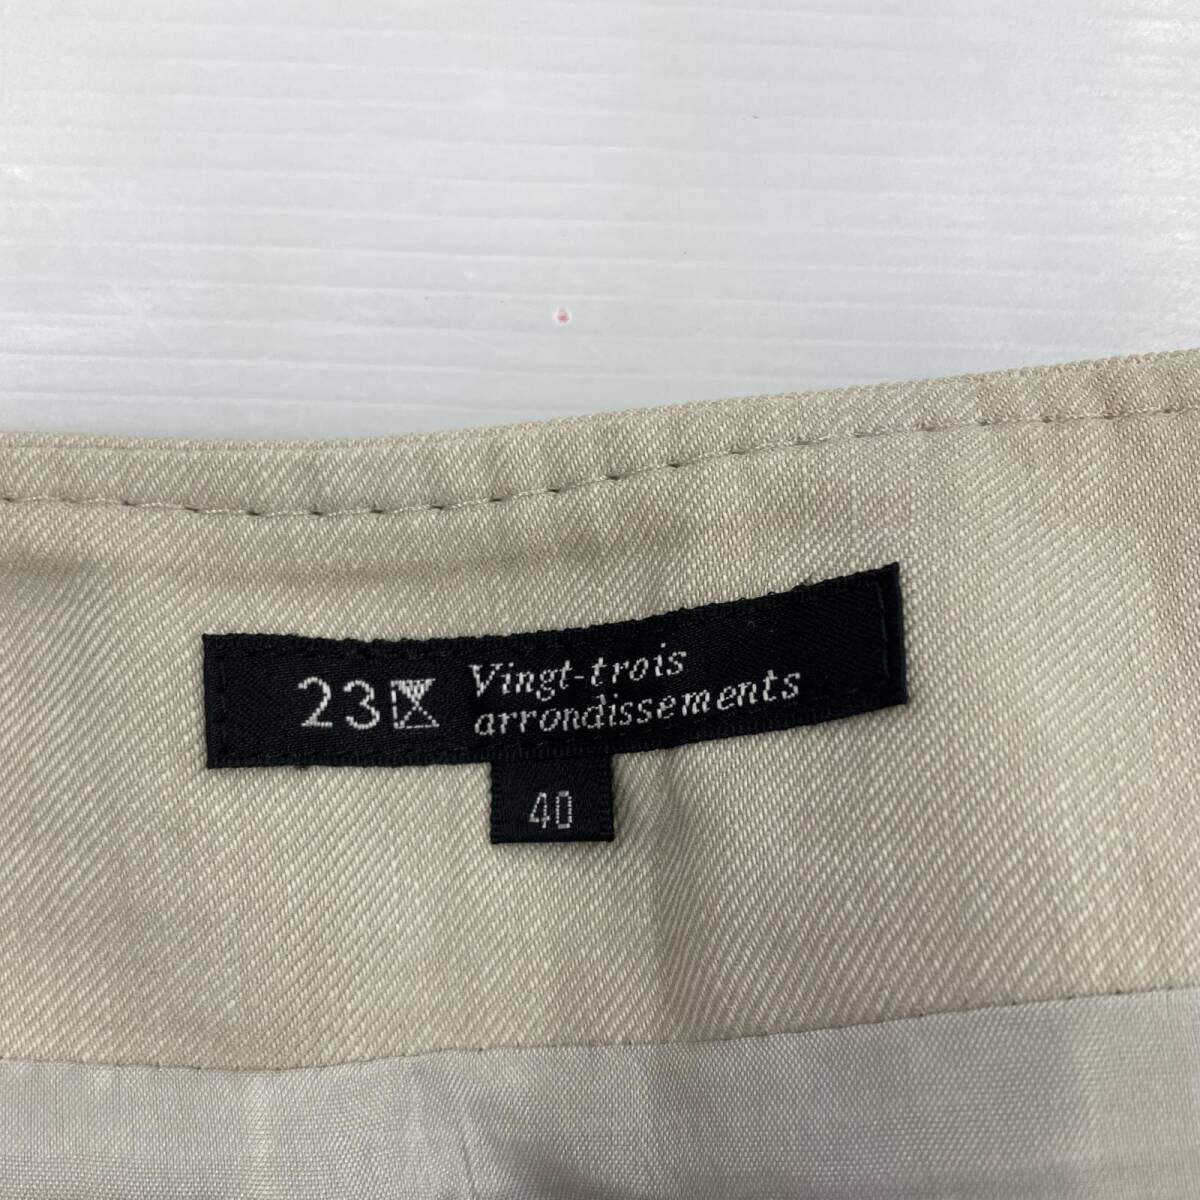 23区
Vingt-trois
arrondissements
40